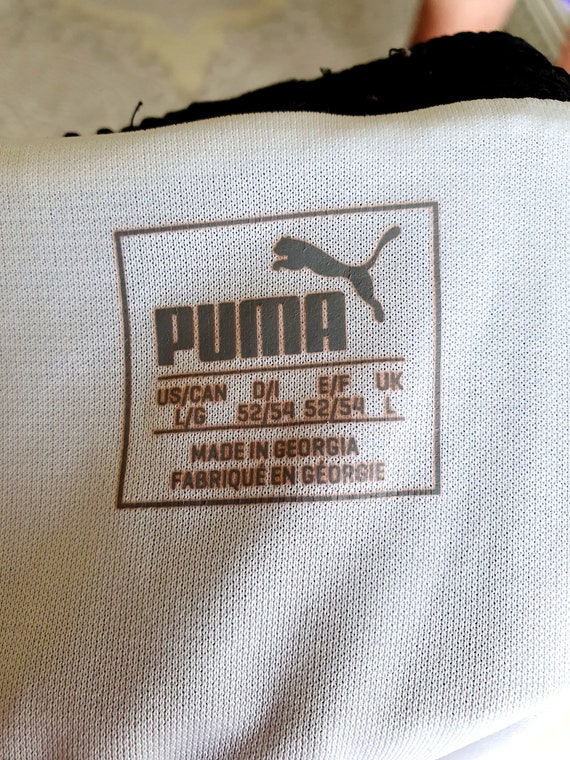 PUMA
US/CAN D/I E/F UK
L/G 52/54 52/54 L
MADE IN GEORGIA
FABRIQUÉ EN GÉORGIE